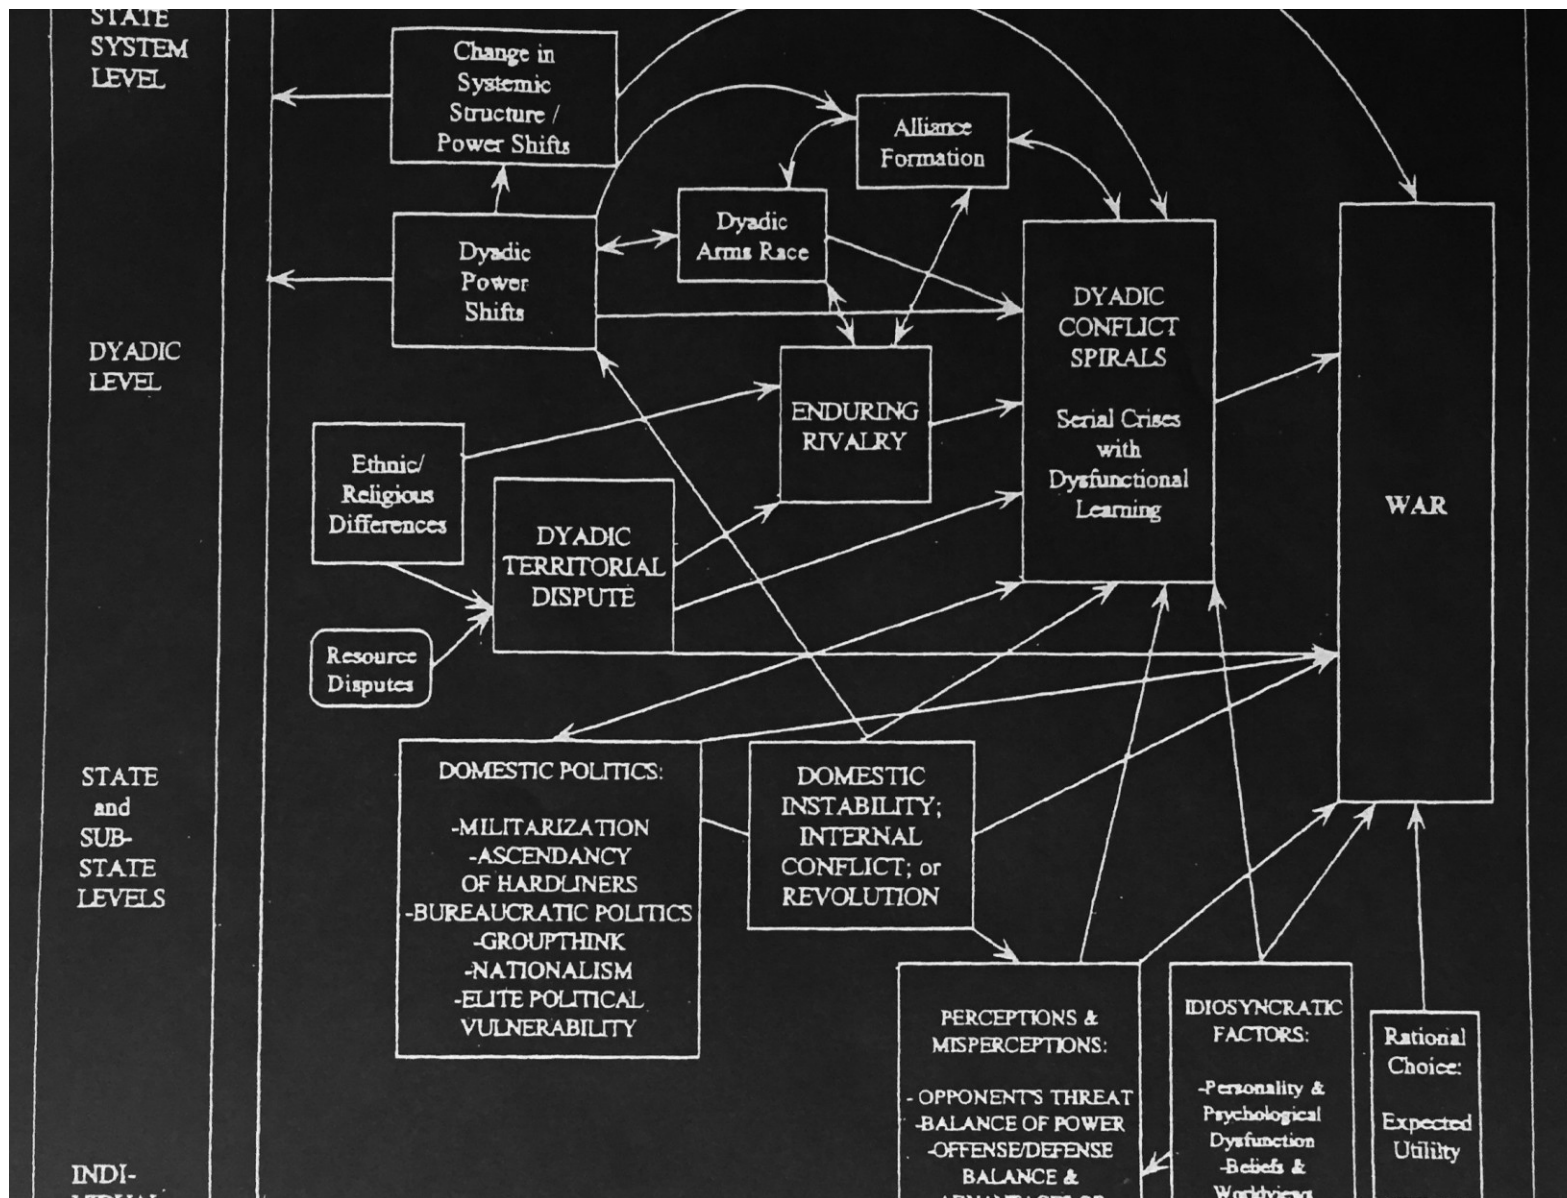 STATE
SYSTEM
LEVEL
Change in
Systemic
Structure /
Power Shifts
Alliance
Formation
Dyadic
Arms Race
Dyadic
Power
Shifts
DYADIC
LEVEL
DYADIC
CONFLICT
SPIRALS
Serial Crises
with
Dysfunctional
Learning
ENDURING
RIVALRY
Ethnic/
Religious
Differences
DYADIC
TERRITORIAL
DISPUTE
WAR
Resource
Disputes
STATE
and
SUB-
STATE
LEVELS
DOMESTIC POLITICS:
-MILITARIZATION
-ASCENDANCY
OF HARDLINERS
-BUREAUCRATIC POLITICS
-GROUPTHINK
-NATIONALISM
-ELITE POLITICAL
VULNERABILITY
DOMESTIC
INSTABILITY;
INTERNAL
CONFLICT; or
REVOLUTION
PERCEPTIONS &
MISPERCEPTIONS:
- OPPONENT'S THREAT
-BALANCE OF POWER
-OFFENSE/DEFENSE
BALANCE &
IDIOSYNCRATIC
FACTORS:
-Personality &
Psychological
Dysfunction
-Beliefs &
Worldviews
Rational
Choice:
Expected
Utililty
INDI-